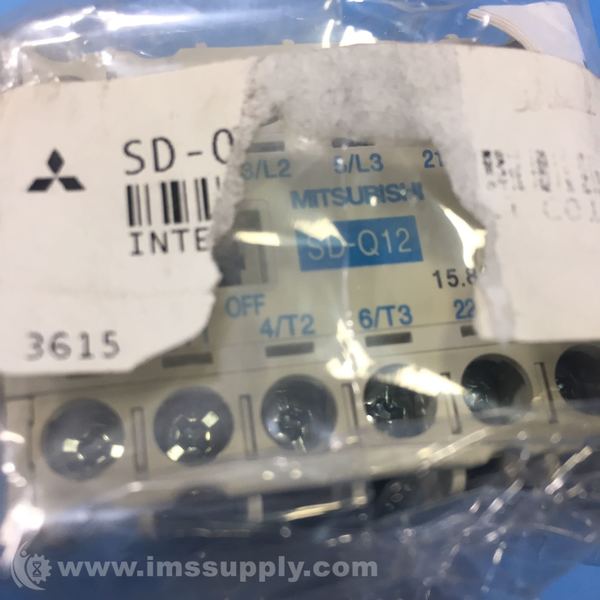 SD-Q
3/L2 5/L3 21
MITSUBISHI
INTE
SD-Q12
15.8
OFF
3615
4/T2 6/T3 22
www.imssupply.com